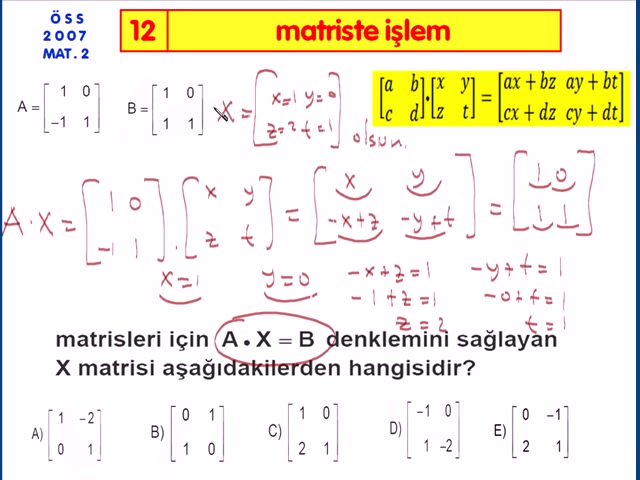 ÖSS
2007
MAT.2
12 matriste işlem
A = [ 1 0 ; -1 1 ] B = [ 1 0 ; 1 1 ] X = [ x=1 y=0 ; z=2 t=1 ] olsun.
[ a b ; c d ] • [ x y ; z t ] = [ ax + bz ay + bt ; cx + dz cy + dt ]
A . X = [ 1 0 ; -1 1 ] . [ x y ; z t ] = [ x y ; -x+z -y+t ] = [ 1 0 ; 1 1 ]
x=1 y=0 -x+z=1 -y+t=1
-1+z=1 -0+t=1
z=2 t=1
matrisleri için A • X = B denklemini sağlayan
X matrisi aşağıdakilerden hangisidir?
A) [ 1 -2 ; 0 1 ] B) [ 0 1 ; 1 0 ] C) [ 1 0 ; 2 1 ] D) [ -1 0 ; 1 -2 ] E) [ 0 -1 ; 2 1 ]